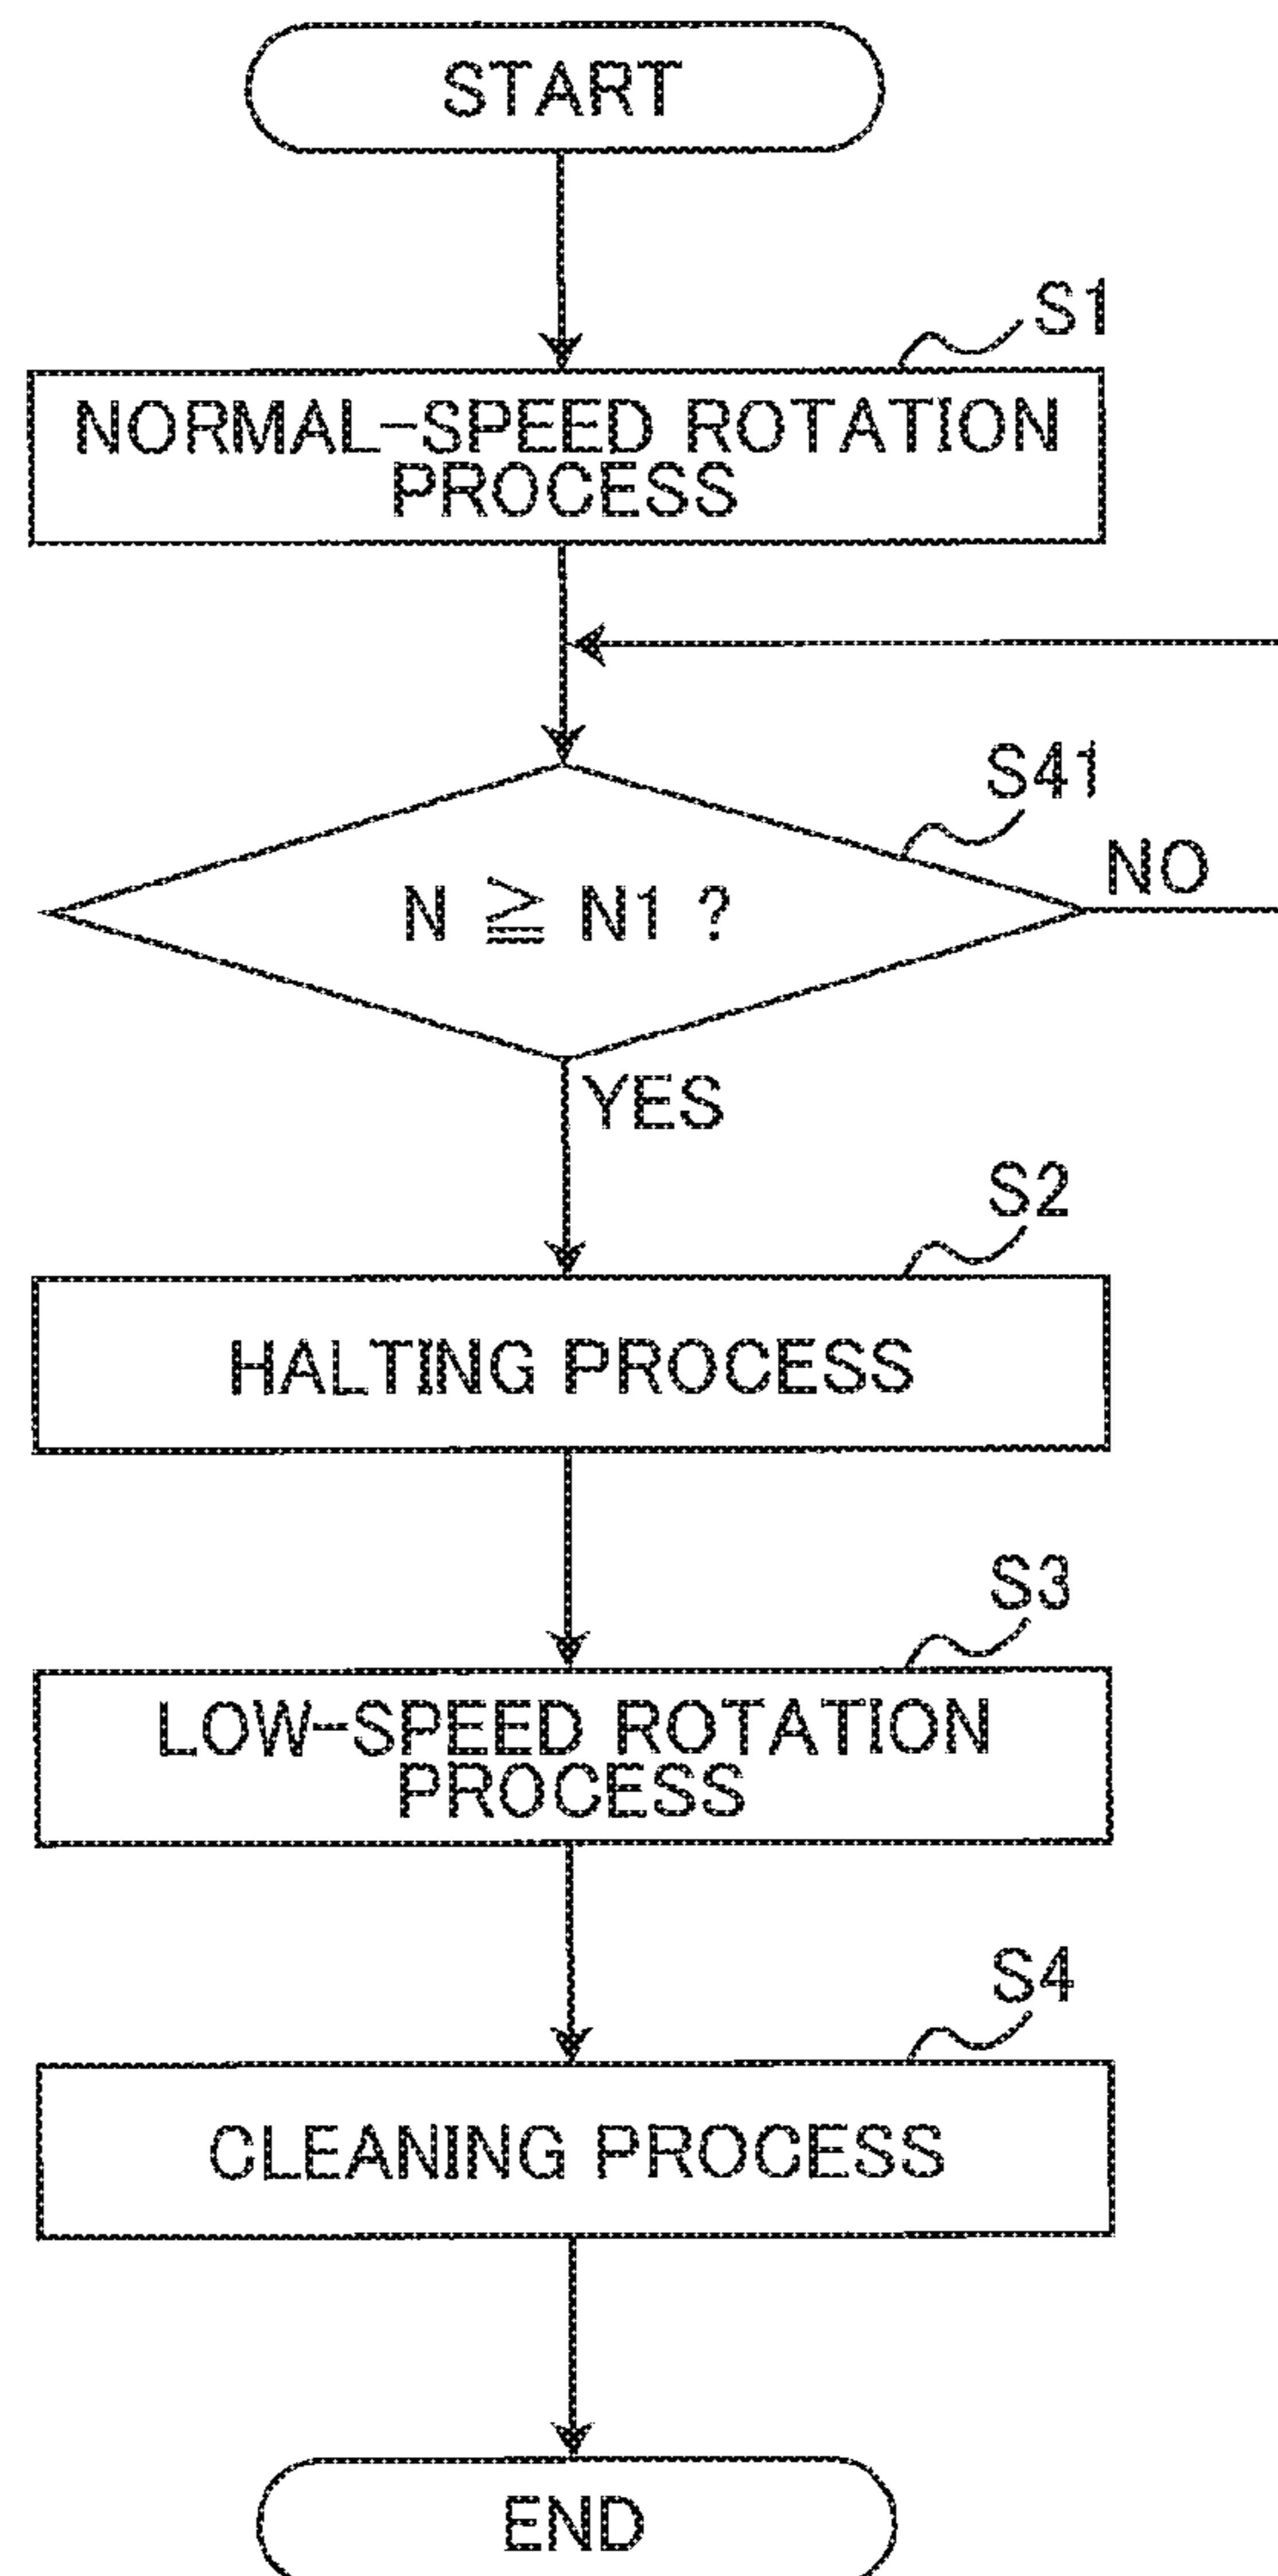 START
S1
NORMAL-SPEED ROTATION
PROCESS
S41
N ≧ N1 ?
NO
YES
S2
HALTING PROCESS
S3
LOW-SPEED ROTATION
PROCESS
S4
CLEANING PROCESS
END